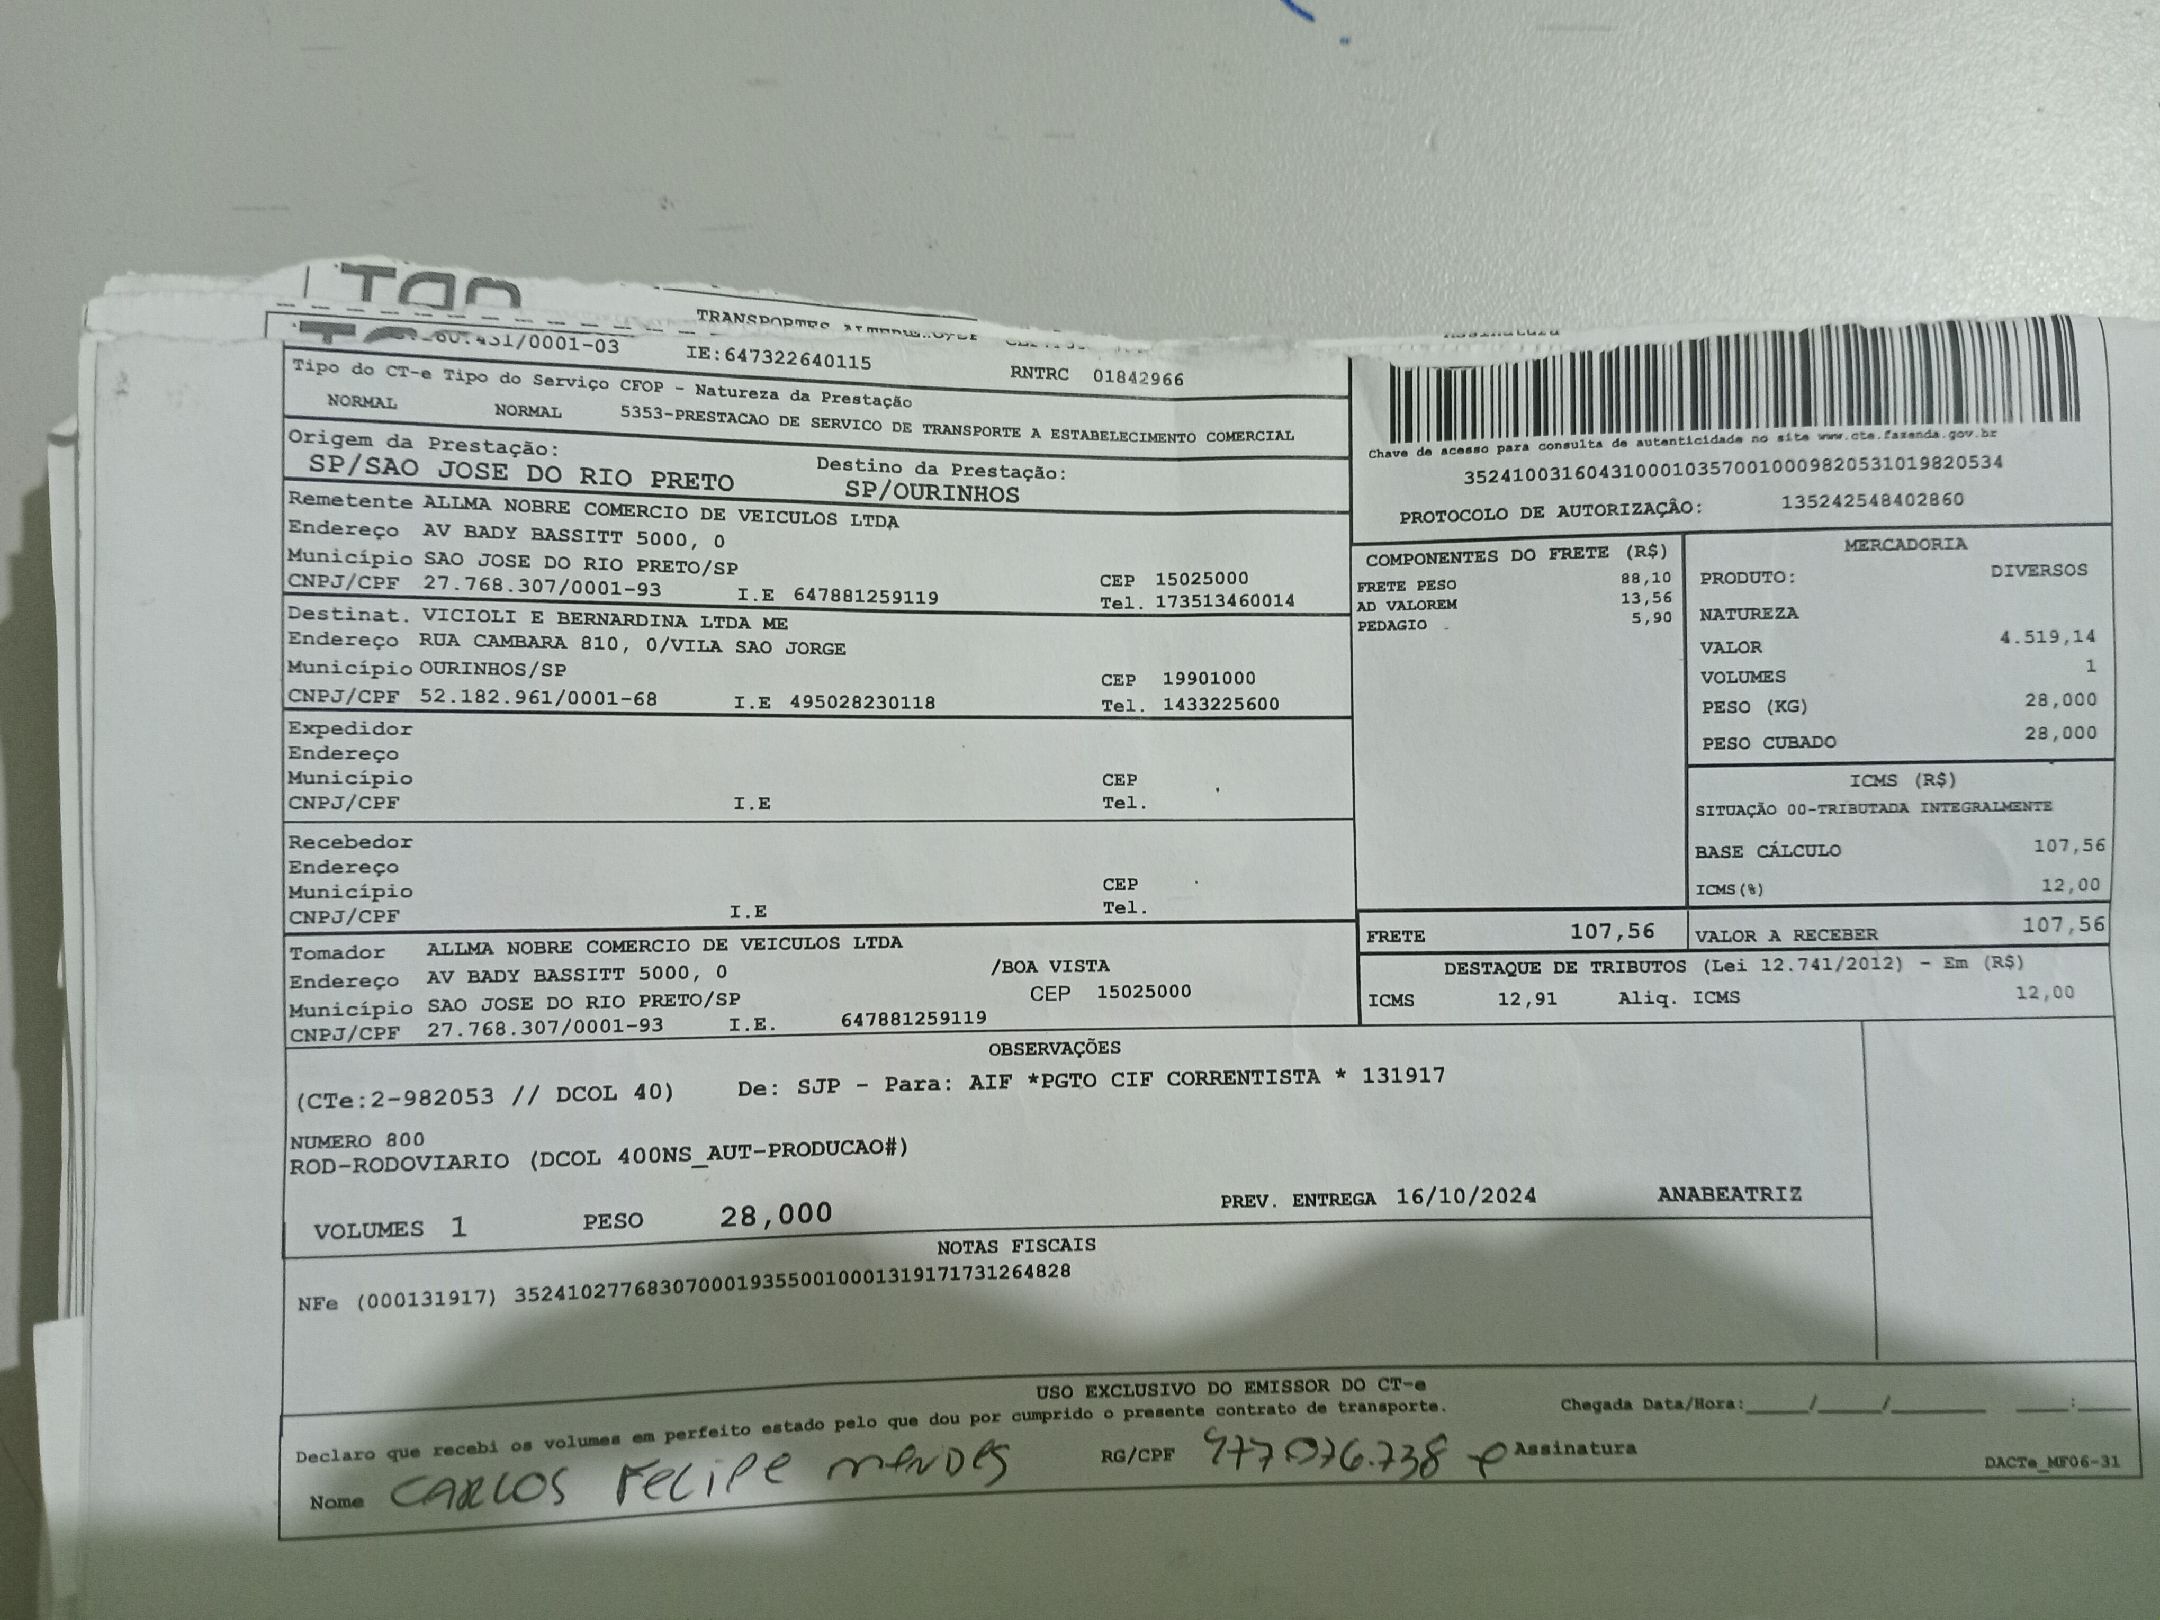 TRANSPORTES
/0001-03 IE:647322640115 RNTRC 01842966
Tipo do CT-e Tipo do Serviço CFOP - Natureza da Prestação
NORMAL NORMAL 5353-PRESTACAO DE SERVICO DE TRANSPORTE A ESTABELECIMENTO COMERCIAL
Origem da Prestação: Destino da Prestação:
SP/SAO JOSE DO RIO PRETO SP/OURINHOS
Remetente ALLMA NOBRE COMERCIO DE VEICULOS LTDA
Endereço AV BADY BASSITT 5000, 0
Município SAO JOSE DO RIO PRETO/SP CEP 15025000
CNPJ/CPF 27.768.307/0001-93 I.E 647881259119 Tel. 173513460014
Destinat. VICIOLI E BERNARDINA LTDA ME
Endereço RUA CAMBARA 810, 0/VILA SAO JORGE
Município OURINHOS/SP CEP 19901000
CNPJ/CPF 52.182.961/0001-68 I.E 495028230118 Tel. 1433225600
Expedidor
Endereço
Município CEP
CNPJ/CPF I.E Tel.
Recebedor
Endereço
Município CEP
CNPJ/CPF I.E Tel.
Tomador ALLMA NOBRE COMERCIO DE VEICULOS LTDA
Endereço AV BADY BASSITT 5000, 0 /BOA VISTA
Município SAO JOSE DO RIO PRETO/SP CEP 15025000
CNPJ/CPF 27.768.307/0001-93 I.E. 647881259119
Chave de acesso para consulta de autenticidade no site www.cte.fazenda.gov.br
35241003160431000103570010009820531019820534
PROTOCOLO DE AUTORIZAÇÂO: 135242548402860
COMPONENTES DO FRETE (R$)
FRETE PESO 88,10
AD VALOREM 13,56
PEDAGIO 5,90
MERCADORIA
PRODUTO: DIVERSOS
NATUREZA
VALOR 4.519,14
VOLUMES 1
PESO (KG) 28,000
PESO CUBADO 28,000
ICMS (R$)
SITUAÇÃO 00-TRIBUTADA INTEGRALMENTE
BASE CÁLCULO 107,56
ICMS(%) 12,00
FRETE 107,56 VALOR A RECEBER 107,56
DESTAQUE DE TRIBUTOS (Lei 12.741/2012) - Em (R$)
ICMS 12,91 Aliq. ICMS 12,00
OBSERVAÇÕES
(CTe:2-982053 // DCOL 40) De: SJP - Para: AIF *PGTO CIF CORRENTISTA * 131917
NUMERO 800
ROD-RODOVIARIO (DCOL 400NS_AUT-PRODUCAO#)
VOLUMES 1 PESO 28,000 PREV. ENTREGA 16/10/2024 ANABEATRIZ
NOTAS FISCAIS
NFe (000131917) 35241027768307000193550010001319171731264828
USO EXCLUSIVO DO EMISSOR DO CT-e
Declaro que recebi os volumes em perfeito estado pelo que dou por cumprido o presente contrato de transporte. Chegada Data/Hora:____/____/______ ____:____
Nome CARLOS FELIPE MENDES RG/CPF Assinatura DACTe_MF06-31